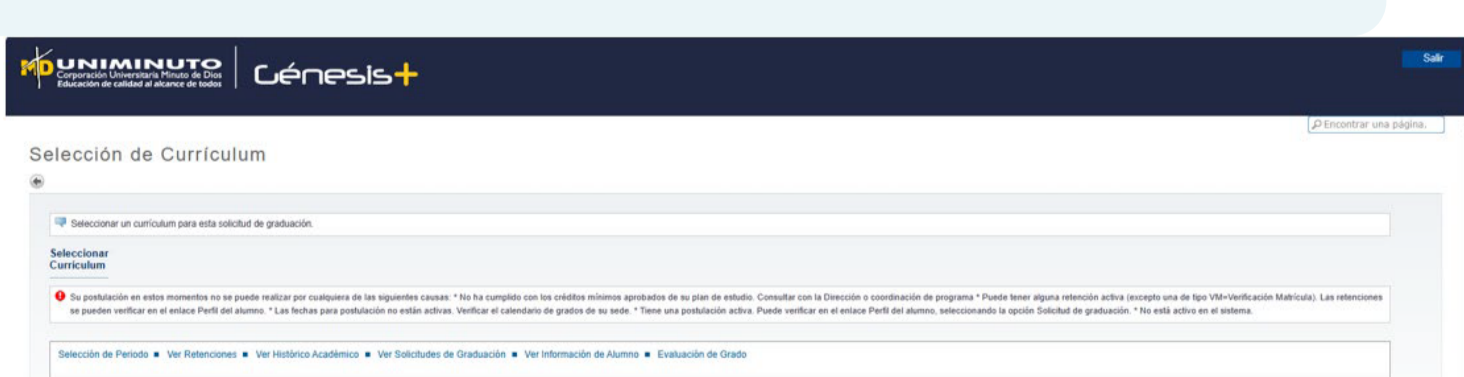 UNIMINUTO
Corporación Universitaria Minuto de Dios
Educación de calidad al alcance de todos
Génesis+
Salir
Encontrar una página.
Selección de Currículum
Seleccionar un currículum para esta solicitud de graduación.
Seleccionar
Curriculum
Su postulación en estos momentos no se puede realizar por cualquiera de las siguientes causas: * No ha cumplido con los créditos mínimos aprobados de su plan de estudio. Consultar con la Dirección o coordinación de programa * Puede tener alguna retención activa (excepto una de tipo VM=Verificación Matrícula). Las retenciones
se pueden verificar en el enlace Perfil del alumno. * Las fechas para postulación no están activas. Verificar el calendario de grados de su sede. * Tiene una postulación activa. Puede verificar en el enlace Perfil del alumno, seleccionando la opción Solicitud de graduación. * No está activo en el sistema.
Selección de Periodo ■ Ver Retenciones ■ Ver Histórico Académico ■ Ver Solicitudes de Graduación ■ Ver Información de Alumno ■ Evaluación de Grado